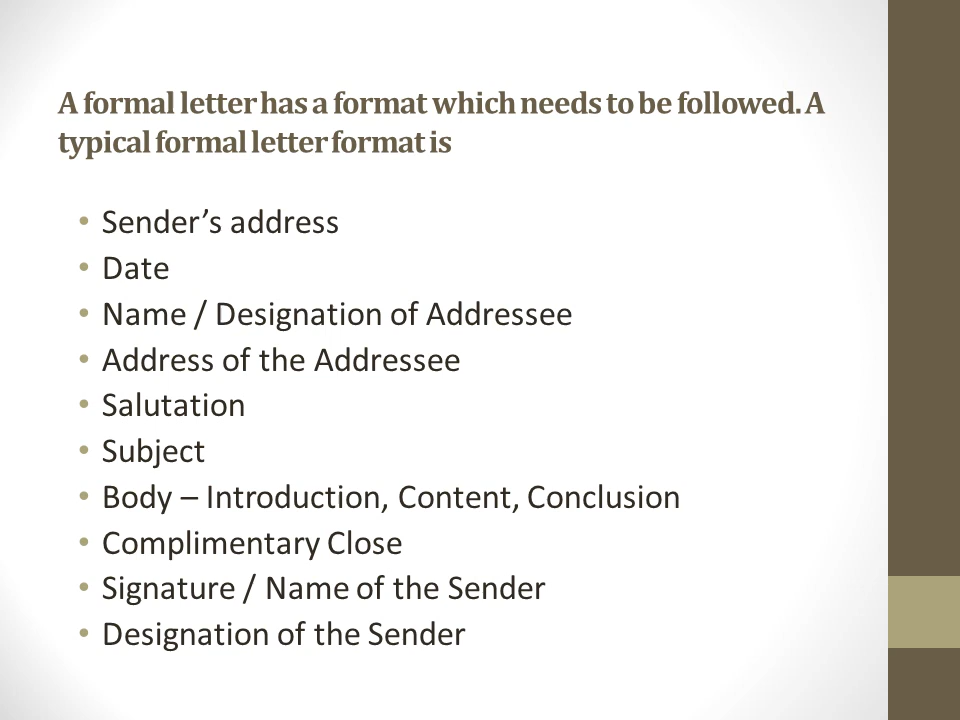 A formal letter has a format which needs to be followed. A
typical formal letter format is
• Sender’s address
• Date
• Name / Designation of Addressee
• Address of the Addressee
• Salutation
• Subject
• Body – Introduction, Content, Conclusion
• Complimentary Close
• Signature / Name of the Sender
• Designation of the Sender